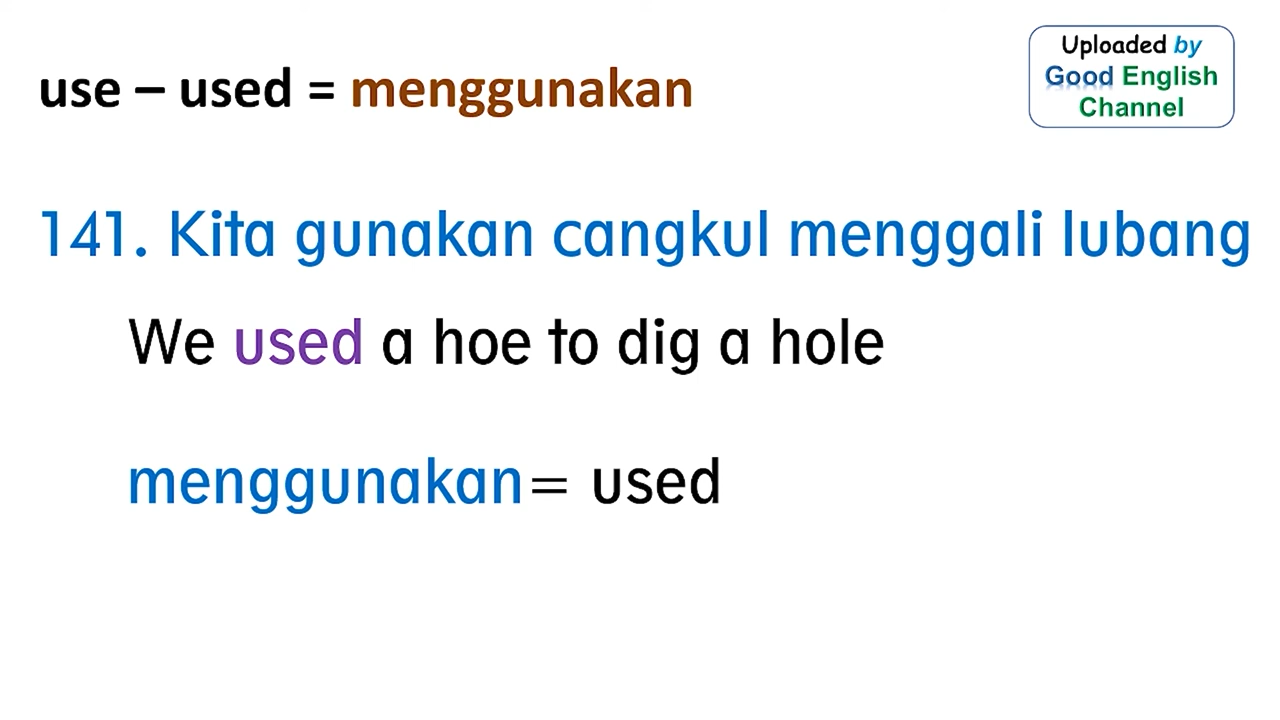 Uploaded by
Good English
Channel
use – used = menggunakan
141. Kita gunakan cangkul menggali lubang
We used a hoe to dig a hole
menggunakan= used